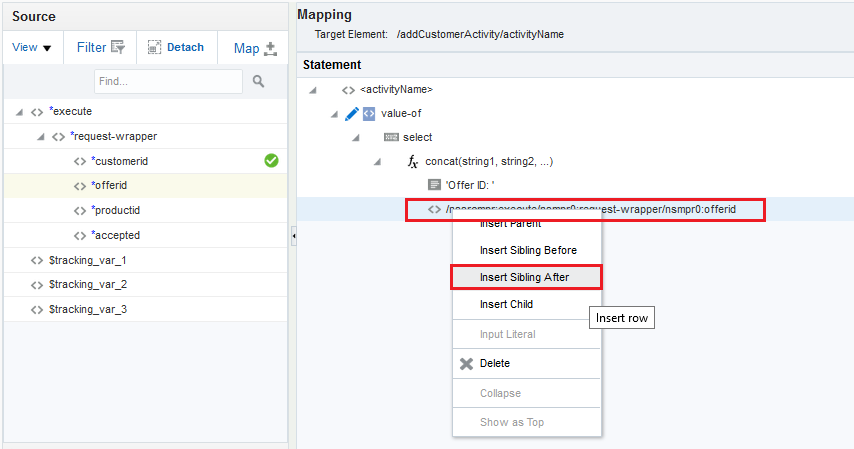 Source
View
Filter
Detach
Map
Find...
*execute
*request-wrapper
*customerid
*offerid
*productid
*accepted
$tracking_var_1
$tracking_var_2
$tracking_var_3
Mapping
Target Element: /addCustomerActivity/activityName
Statement
<activityName>
value-of
select
fx concat(string1, string2, ...)
'Offer ID: '
request-wrapper/nsmpr0:offerid
Insert Parent
Insert Sibling Before
Insert Sibling After
Insert Child
Insert row
Input Literal
Delete
Collapse
Show as Top